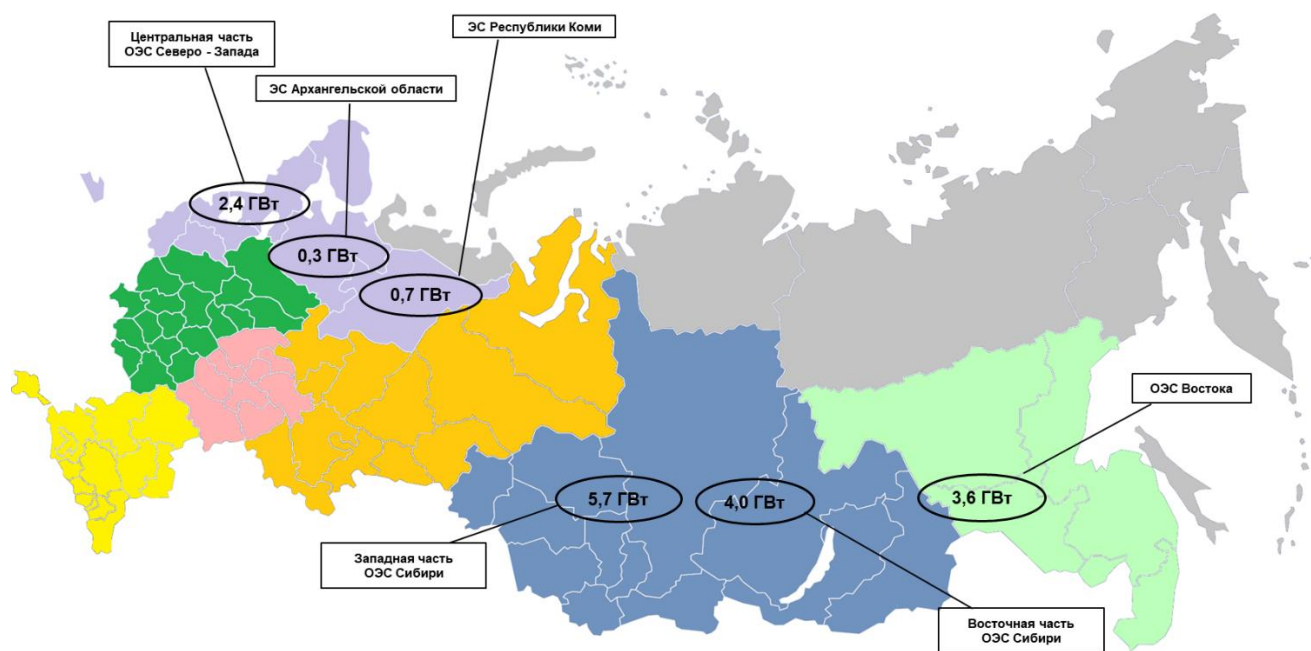 ЭС Республики Коми
Центральная часть
ОЭС Северо - Запада
ЭС Архангельской области
2,4 ГВт
0,3 ГВт
0,7 ГВт
ОЭС Востока
5,7 ГВт
4,0 ГВт
3,6 ГВт
Западная часть
ОЭС Сибири
Восточная часть
ОЭС Сибири